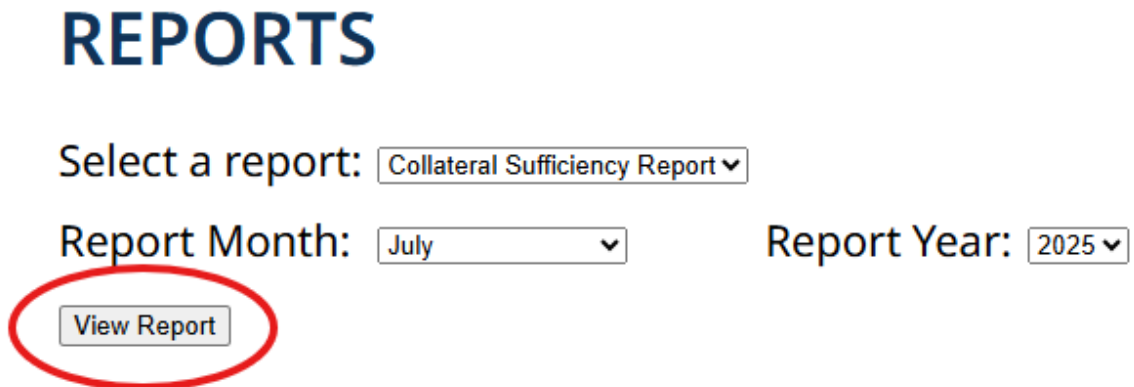 REPORTS
Select a report: Collateral Sufficiency Report
Report Month: July Report Year: 2025
View Report